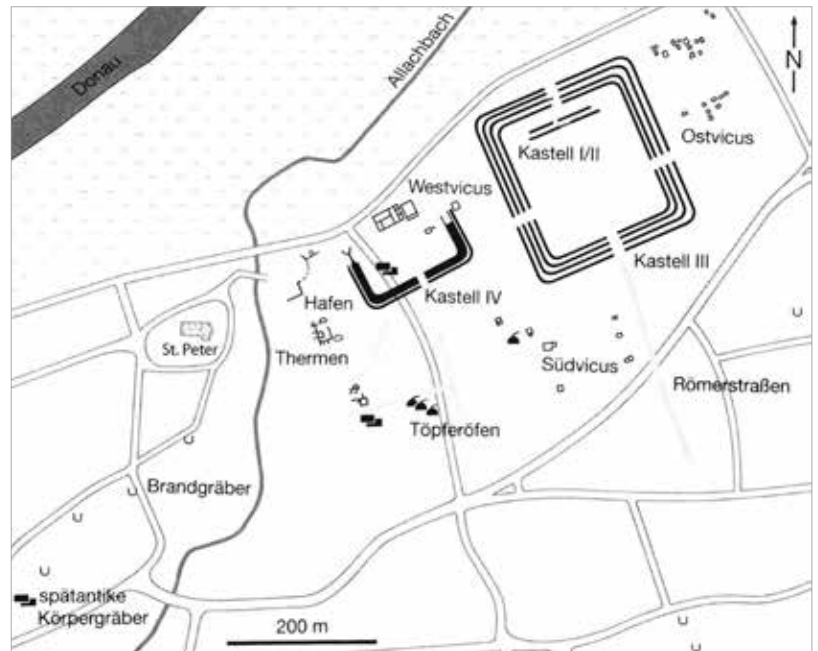 Donau
Allachbach
N
Ostvicus
Kastell I/II
Westvicus
Kastell III
Kastell IV
Hafen
St. Peter
Thermen
Südvicus
Römerstraßen
Töpferöfen
Brandgräber
spätantike
Körpergräber
200 m